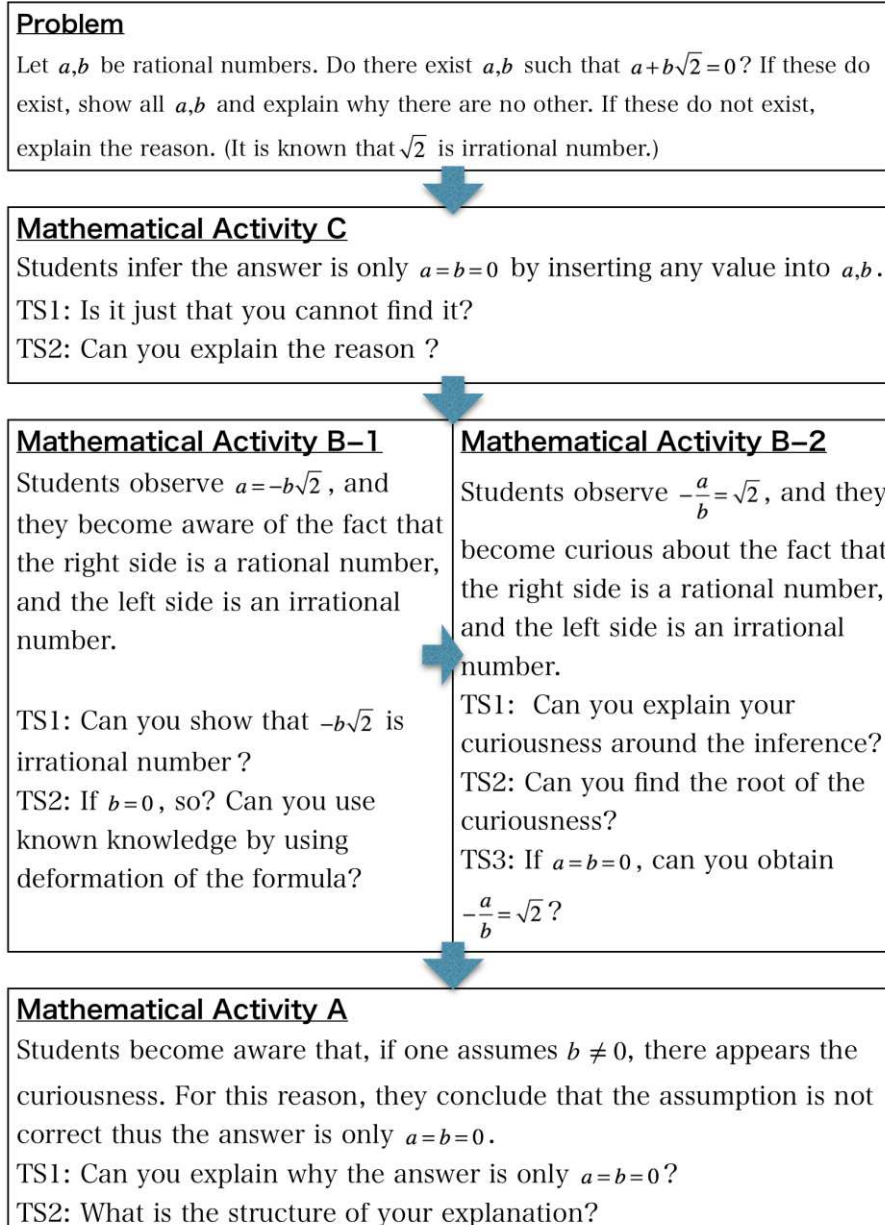 Problem
Let a,b be rational numbers. Do there exist a,b such that a+b√2=0? If these do
exist, show all a,b and explain why there are no other. If these do not exist,
explain the reason. (It is known that √2 is irrational number.)
Mathematical Activity C
Students infer the answer is only a=b=0 by inserting any value into a,b.
TS1: Is it just that you cannot find it?
TS2: Can you explain the reason ?
Mathematical Activity B–1
Students observe a=–b√2, and
they become aware of the fact that
the right side is a rational number,
and the left side is an irrational
number.
TS1: Can you show that –b√2 is
irrational number ?
TS2: If b=0, so? Can you use
known knowledge by using
deformation of the formula?
Mathematical Activity B–2
Students observe –a/b=√2, and they
become curious about the fact that
the right side is a rational number,
and the left side is an irrational
number.
TS1: Can you explain your
curiousness around the inference?
TS2: Can you find the root of the
curiousness?
TS3: If a=b=0, can you obtain
–a/b=√2?
Mathematical Activity A
Students become aware that, if one assumes b ≠ 0, there appears the
curiousness. For this reason, they conclude that the assumption is not
correct thus the answer is only a=b=0.
TS1: Can you explain why the answer is only a=b=0?
TS2: What is the structure of your explanation?